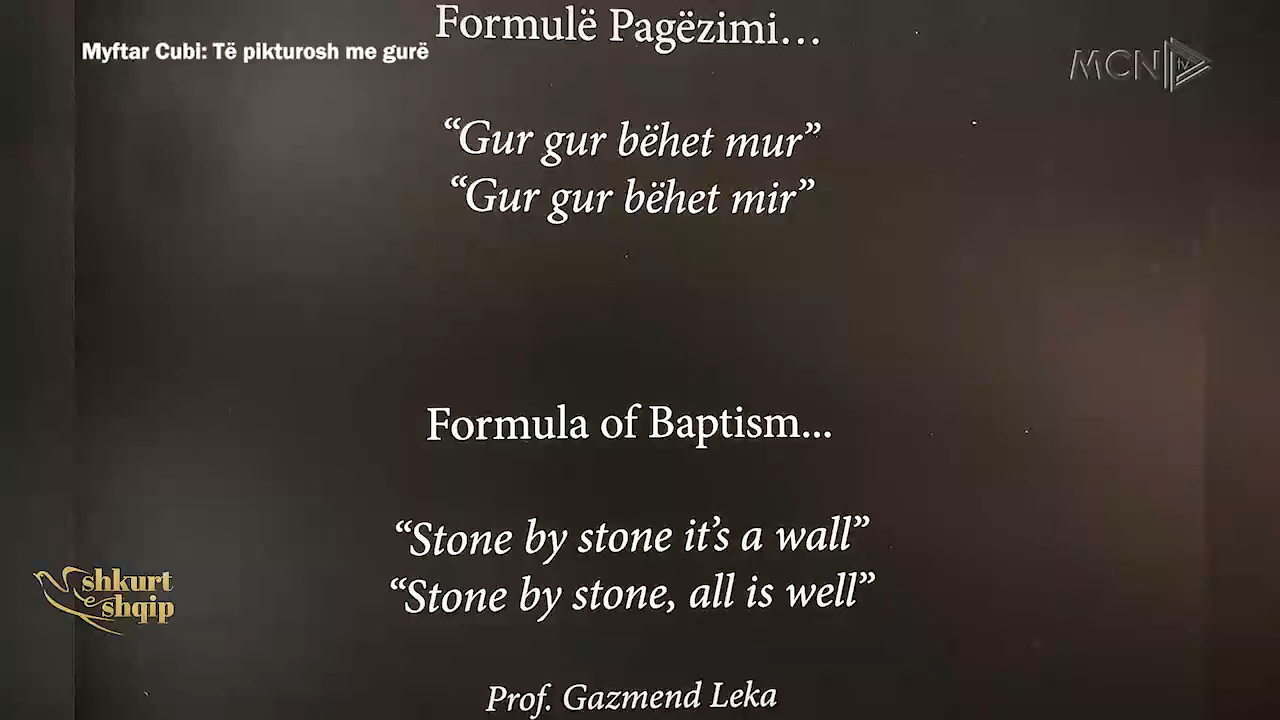 Formulë Pagëzimi...
Myftar Cubi: Të pikturosh me gurë
MCN tv
“Gur gur bëhet mur”
“Gur gur bëhet mir”
Formula of Baptism...
“Stone by stone it’s a wall”
“Stone by stone, all is well”
shkurt
e shqip
Prof. Gazmend Leka